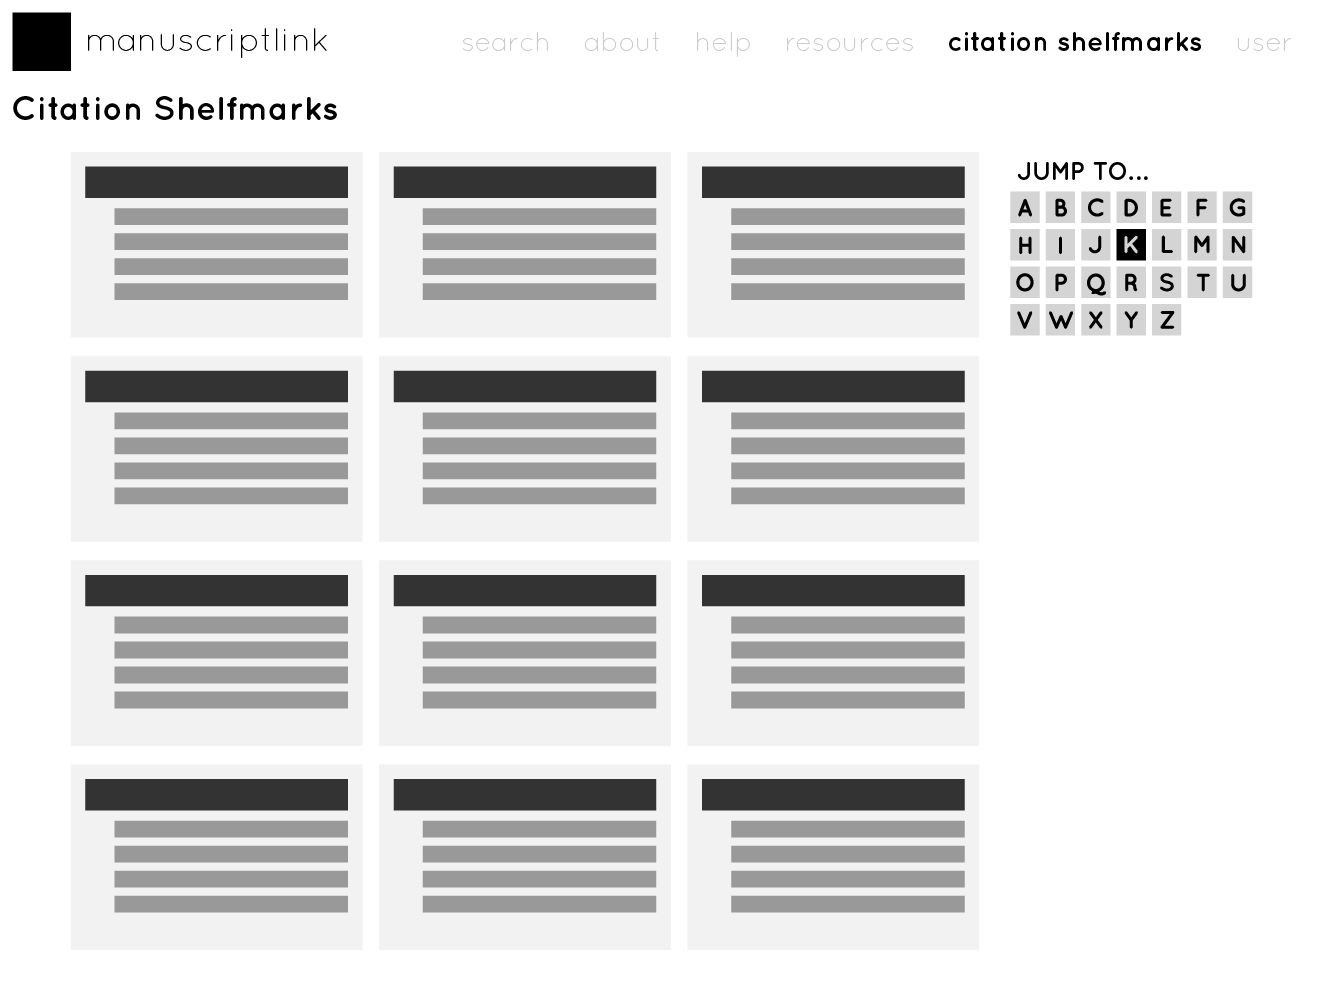 manuscriptlink
search about help resources citation shelfmarks user
Citation Shelfmarks
JUMP TO...
A B C D E F G
H I J K L M N
O P Q R S T U
V W X Y Z